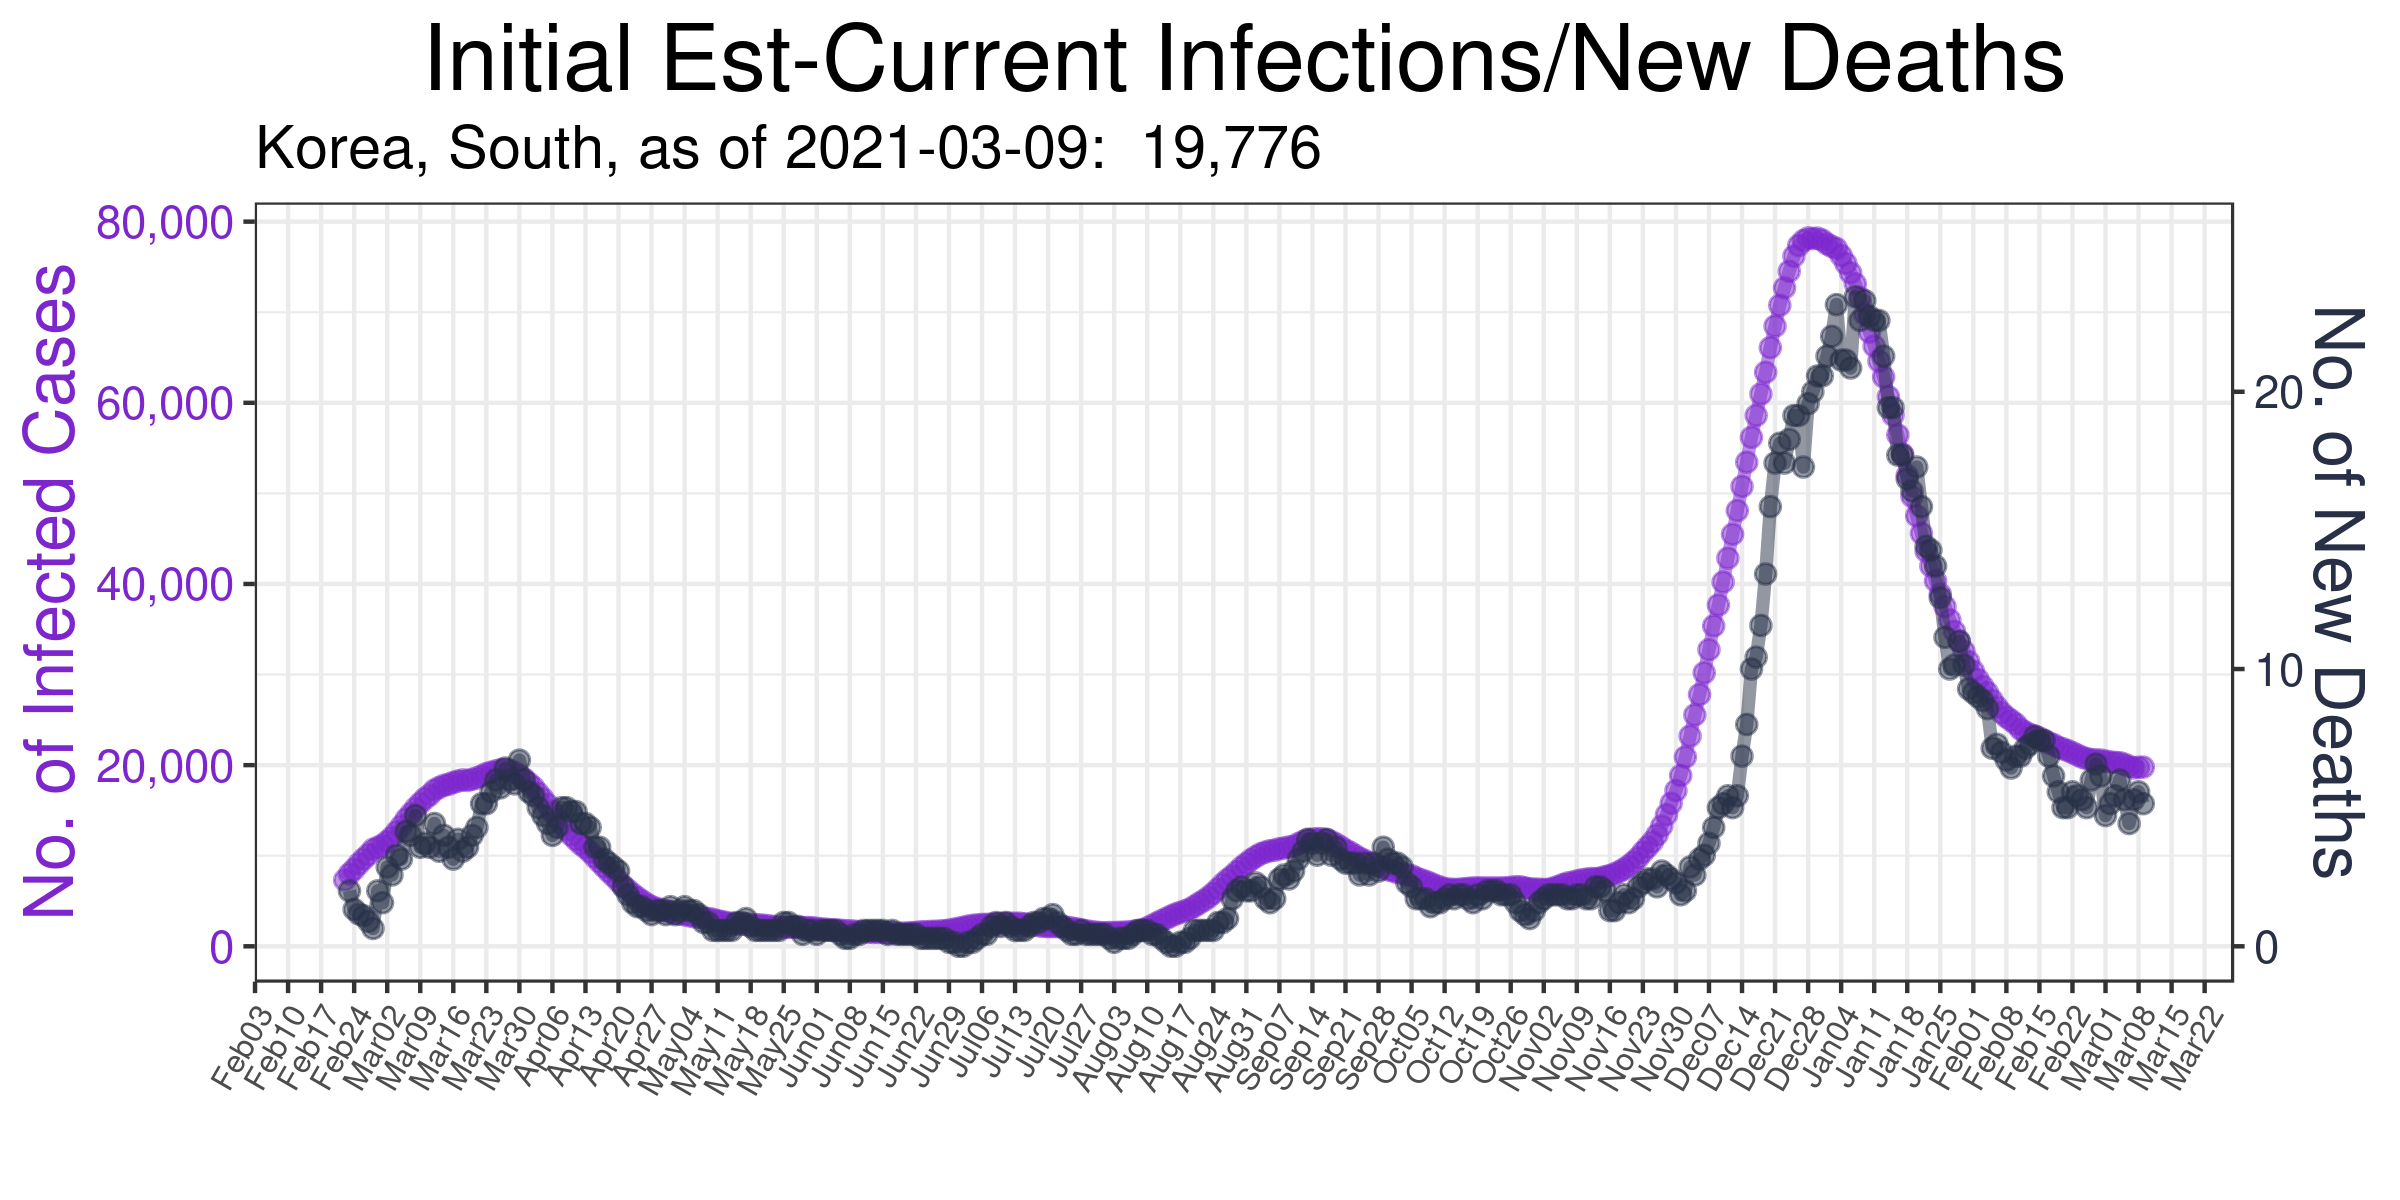 Initial Est-Current Infections/New Deaths
Korea, South, as of 2021-03-09:  19,776
No. of Infected Cases
80,000
60,000
40,000
20,000
0
20
10
0
No. of New Deaths
Feb03
Feb10
Feb17
Feb24
Mar02
Mar09
Mar16
Mar23
Mar30
Apr06
Apr13
Apr20
Apr27
May04
May11
May18
May25
Jun01
Jun08
Jun15
Jun22
Jun29
Jul06
Jul13
Jul20
Jul27
Aug03
Aug10
Aug17
Aug24
Aug31
Sep07
Sep14
Sep21
Sep28
Oct05
Oct12
Oct19
Oct26
Nov02
Nov09
Nov16
Nov23
Nov30
Dec07
Dec14
Dec21
Dec28
Jan04
Jan11
Jan18
Jan25
Feb01
Feb08
Feb15
Feb22
Mar01
Mar08
Mar15
Mar22